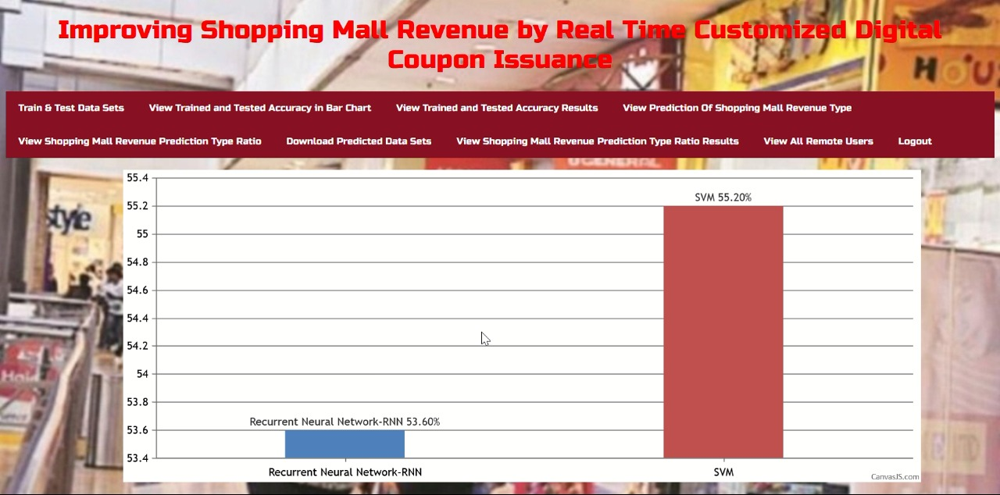 Improving Shopping Mall Revenue by Real Time Customized Digital
Coupon Issuance
Train & Test Data Sets View Trained and Tested Accuracy in Bar Chart View Trained and Tested Accuracy Results View Prediction Of Shopping Mall Revenue Type
View Shopping Mall Revenue Prediction Type Ratio Download Predicted Data Sets View Shopping Mall Revenue Prediction Type Ratio Results View All Remote Users Logout
55.4
SVM 55.20%
55.2
55
54.8
54.6
54.4
54.2
54
53.8
Recurrent Neural Network-RNN 53.60%
53.6
53.4
Recurrent Neural Network-RNN SVM
CanvasJS.com
style